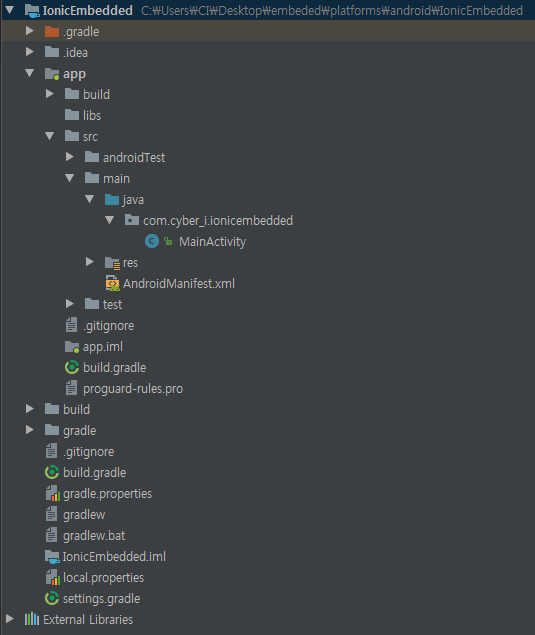 IonicEmbedded C:₩Users₩CI₩Desktop₩embeded₩platforms₩android₩IonicEmbedded
.gradle
.idea
app
build
libs
src
androidTest
main
java
com.cyber_i.ionicembedded
C MainActivity
res
AndroidManifest.xml
test
.gitignore
app.iml
build.gradle
proguard-rules.pro
build
gradle
.gitignore
build.gradle
gradle.properties
gradlew
gradlew.bat
IonicEmbedded.iml
local.properties
settings.gradle
External Libraries